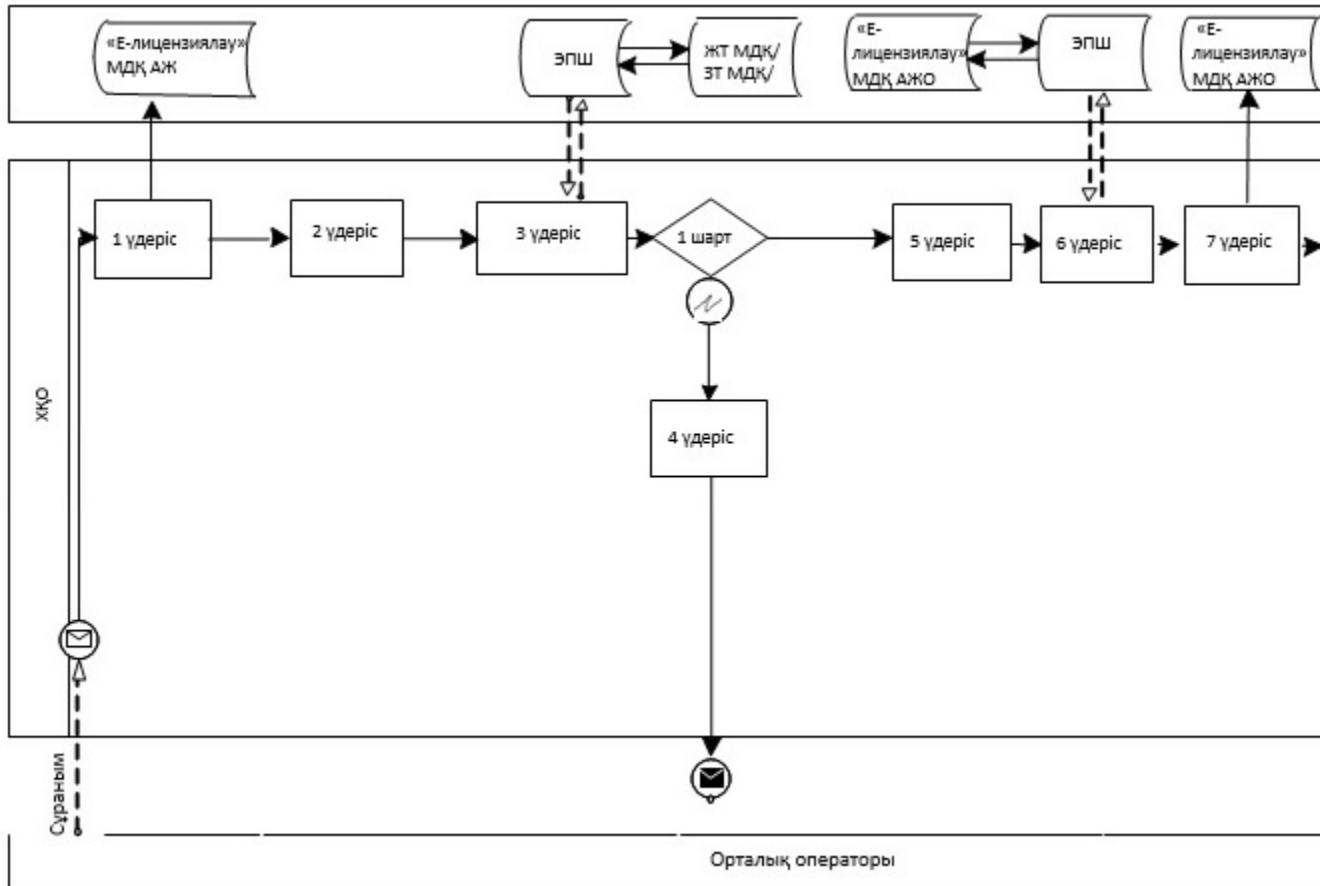 «Е-лицензиялау»
МДҚ АЖ
ЭПШ
ЖТ МДҚ/
ЗТ МДҚ/
«Е-
лицензиялау»
МДҚ АЖО
ЭПШ
«Е-
лицензиялау»
МДҚ АЖО
1 үдеріс
2 үдеріс
3 үдеріс
1 шарт
5 үдеріс
6 үдеріс
7 үдеріс
ХҚО
4 үдеріс
Сұраным
Орталық операторы